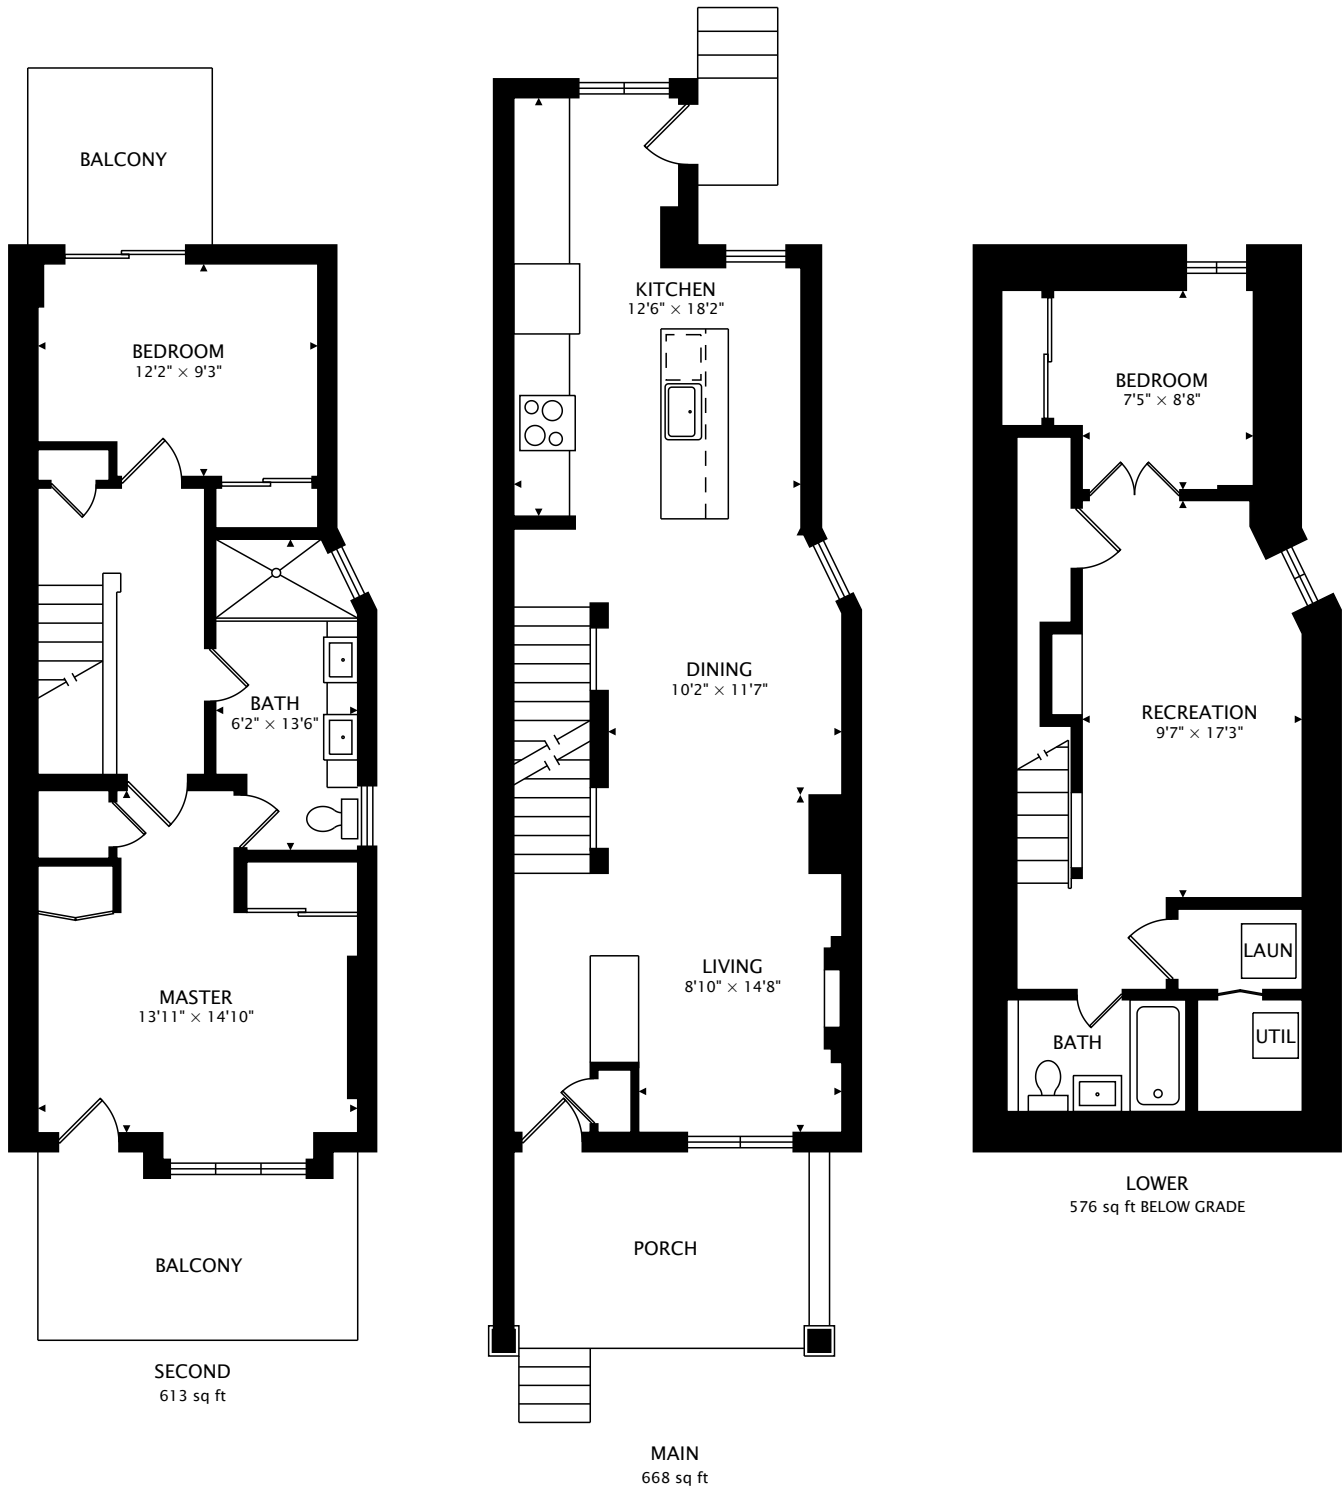 BALCONY
BEDROOM
12'2" × 9'3"
BATH
6'2" × 13'6"
MASTER
13'11" × 14'10"
BALCONY
SECOND
613 sq ft
KITCHEN
12'6" × 18'2"
DINING
10'2" × 11'7"
LIVING
8'10" × 14'8"
PORCH
MAIN
668 sq ft
BEDROOM
7'5" × 8'8"
RECREATION
9'7" × 17'3"
LAUN
UTIL
BATH
LOWER
576 sq ft BELOW GRADE